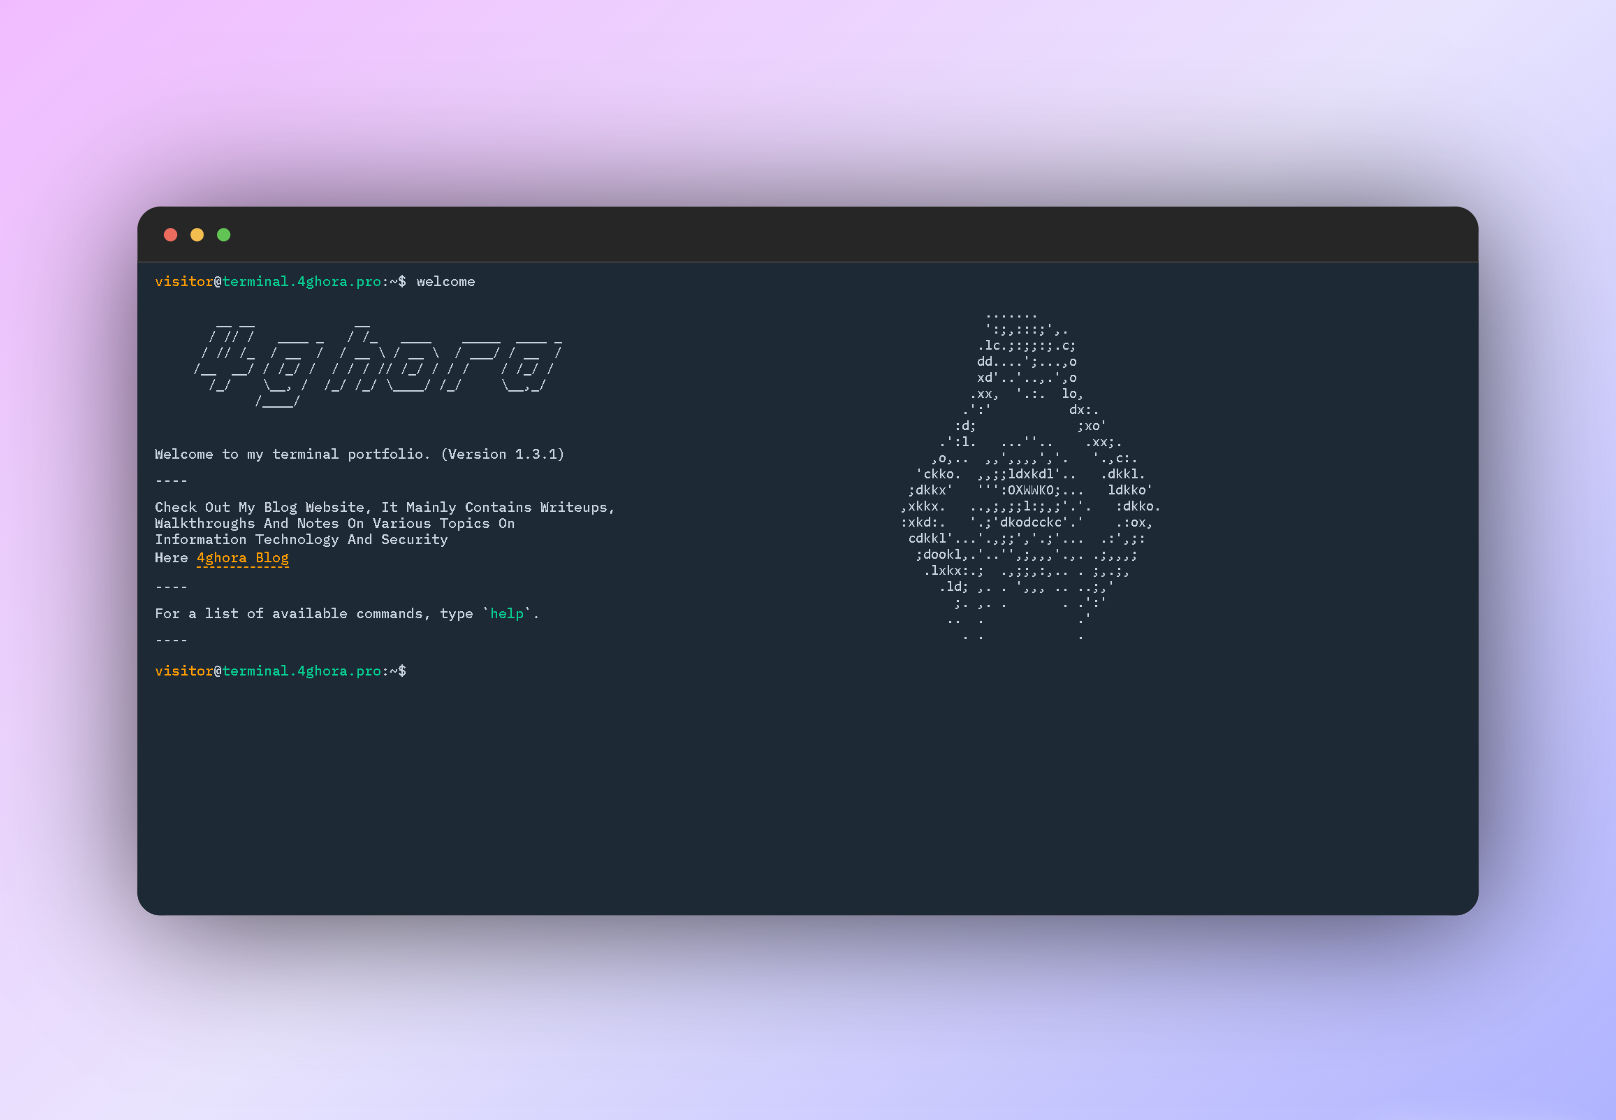 visitor@terminal.4ghora.pro:~$ welcome
4ghora
Welcome to my terminal portfolio. (Version 1.3.1)
----
Check Out My Blog Website, It Mainly Contains Writeups,
Walkthroughs And Notes On Various Topics On
Information Technology And Security
Here 4ghora Blog
----
For a list of available commands, type `help`.
----
visitor@terminal.4ghora.pro:~$